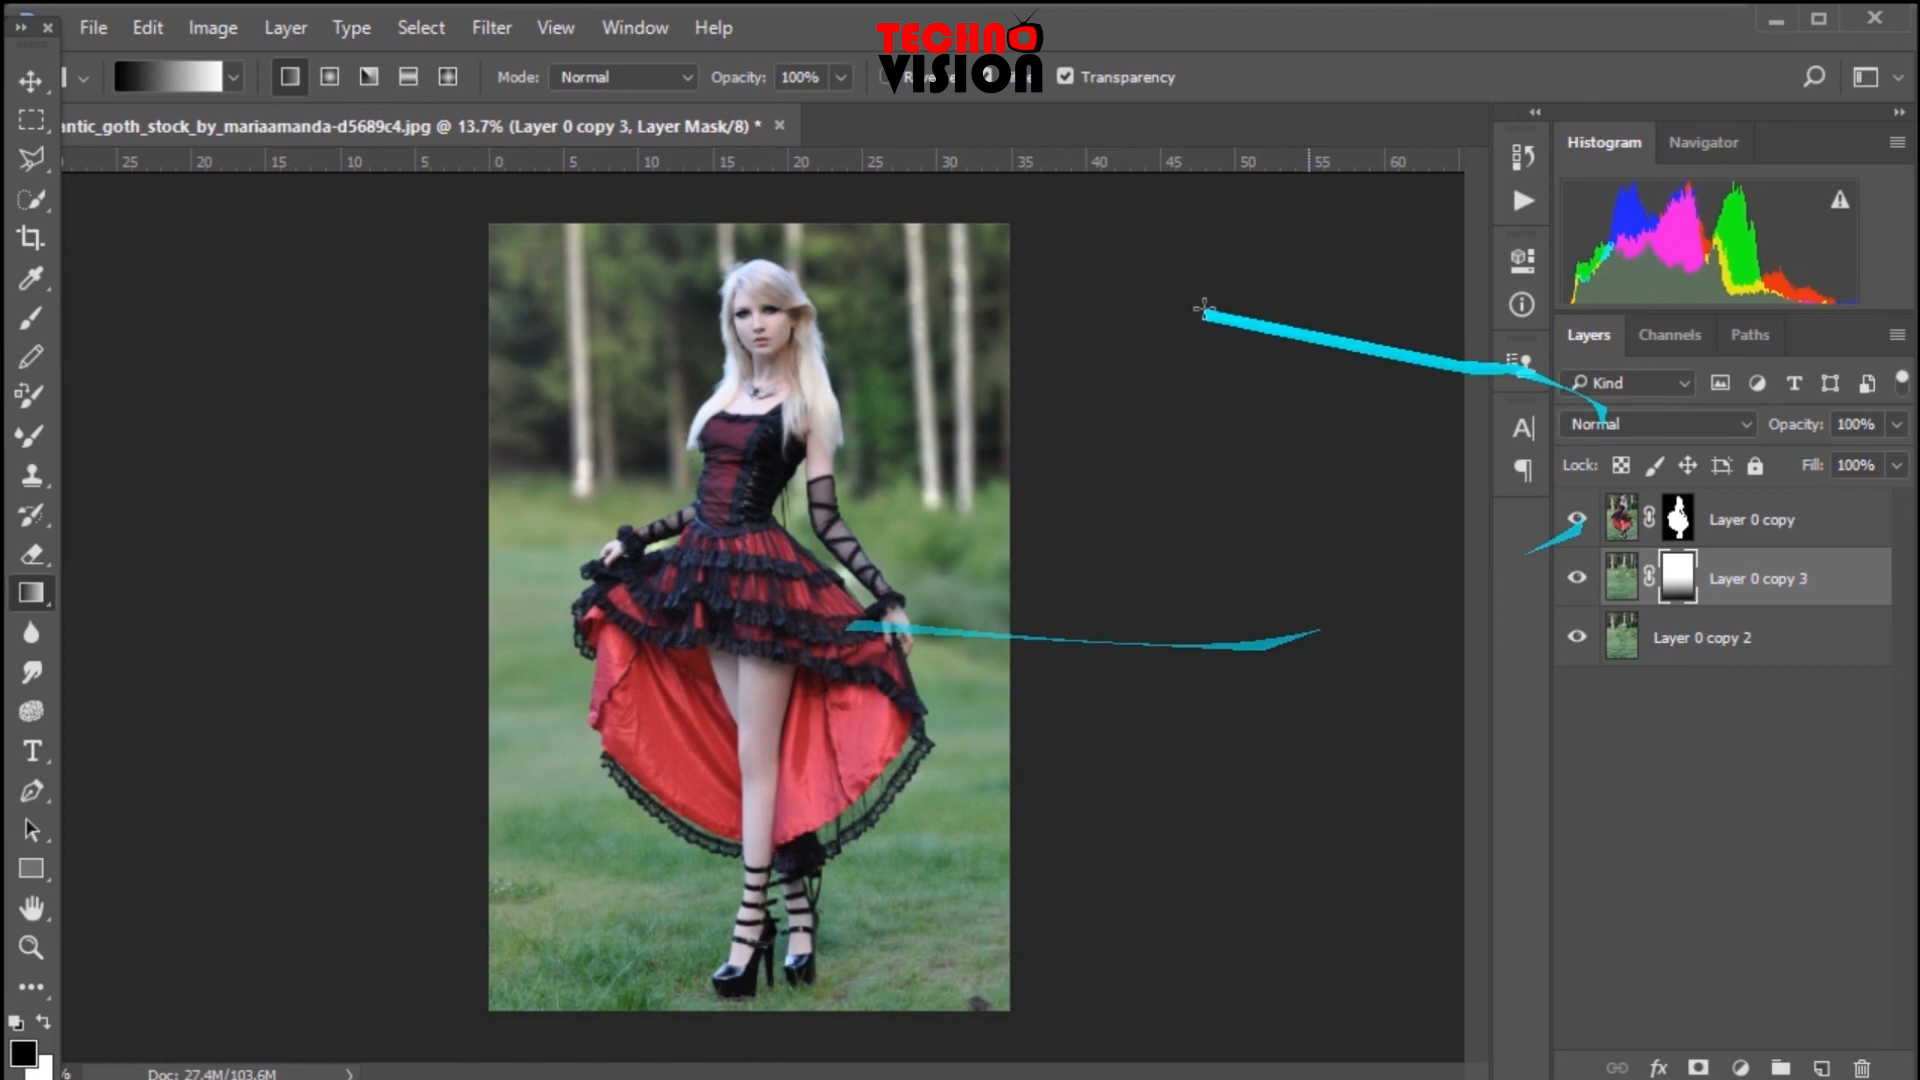 File Edit Image Layer Type Select Filter View Window Help
TECHNO
VISION
Mode: Normal Opacity: 100% Transparency
antic_goth_stock_by_mariaamanda-d5689c4.jpg @ 13.7% (Layer 0 copy 3, Layer Mask/8) *
25 20 15 10 5 0 5 10 15 20 25 30 35 40 45 50 55 60
Histogram Navigator
Layers Channels Paths
Kind
Normal Opacity: 100%
Lock: Fill: 100%
Layer 0 copy
Layer 0 copy 3
Layer 0 copy 2
fx
% Doc: 27.4M/103.6M